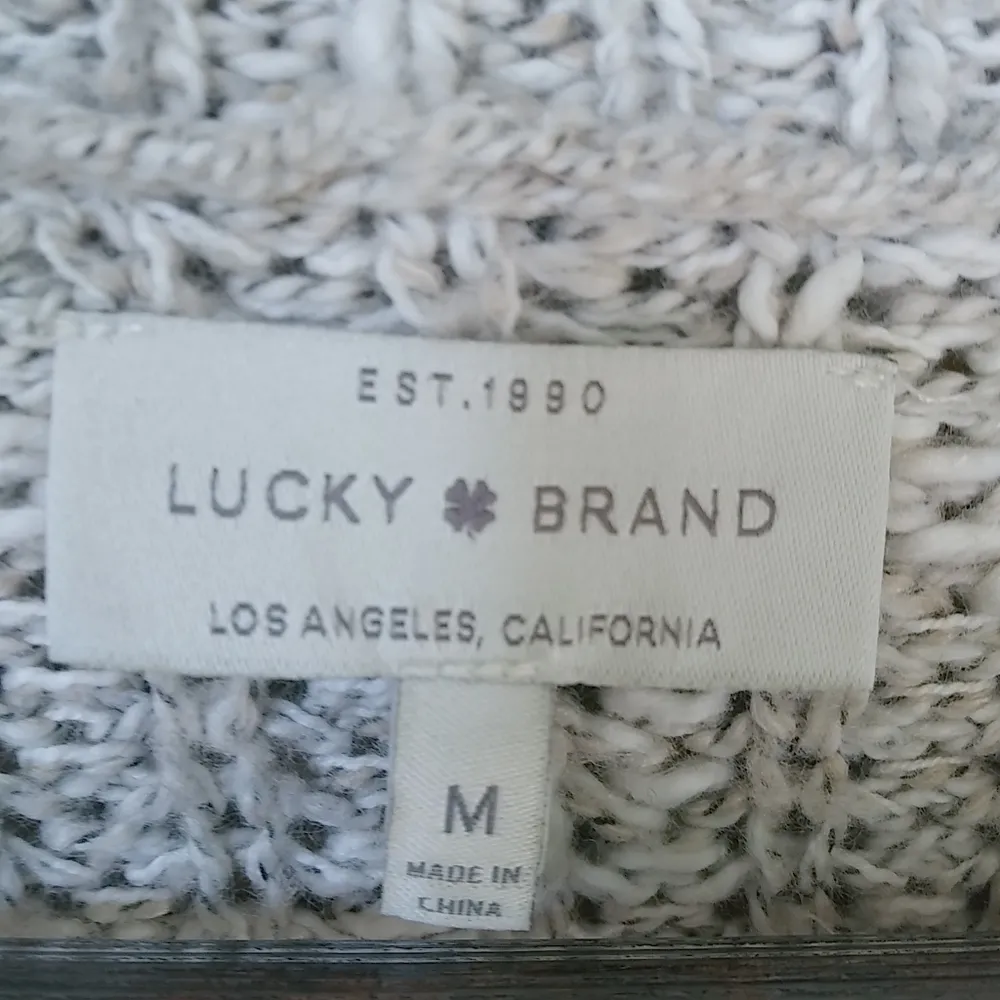 EST.1990
LUCKY BRAND
LOS ANGELES, CALIFORNIA
M
MADE IN
CHINA